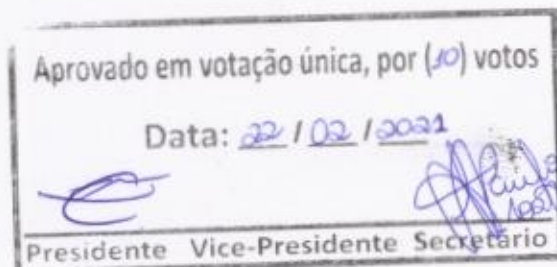 Aprovado em votação única, por (10) votos
Data: 22 / 02 / 2021
Presidente Vice-Presidente Secretário